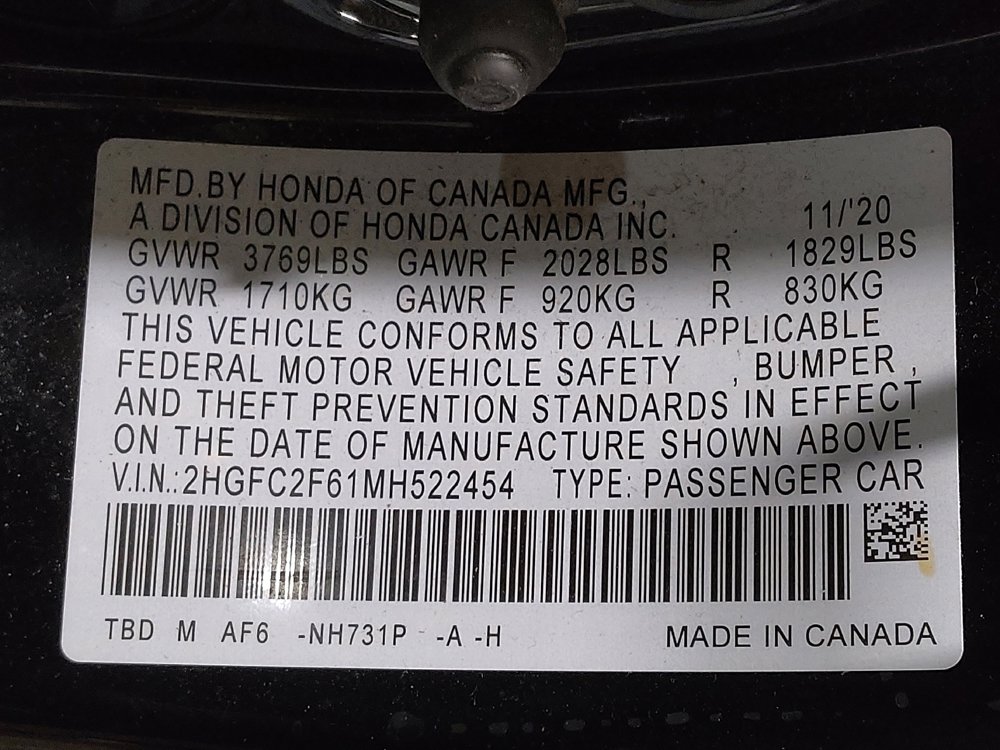 MFD.BY HONDA OF CANADA MFG.,
A DIVISION OF HONDA CANADA INC. 11/'20
GVWR 3769LBS GAWR F 2028LBS R 1829LBS
GVWR 1710KG GAWR F 920KG R 830KG
THIS VEHICLE CONFORMS TO ALL APPLICABLE
FEDERAL MOTOR VEHICLE SAFETY , BUMPER ,
AND THEFT PREVENTION STANDARDS IN EFFECT
ON THE DATE OF MANUFACTURE SHOWN ABOVE.
V.I.N.:2HGFC2F61MH522454 TYPE: PASSENGER CAR
TBD M AF6 -NH731P -A -H MADE IN CANADA